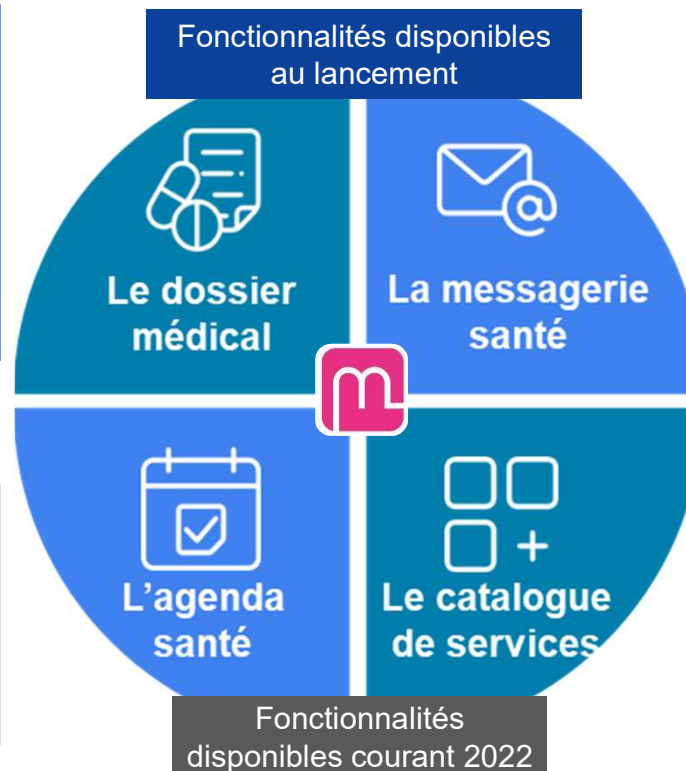 Fonctionnalités disponibles
au lancement
Le dossier
médical
La messagerie
santé
L'agenda
santé
Le catalogue
de services
Fonctionnalités
disponibles courant 2022